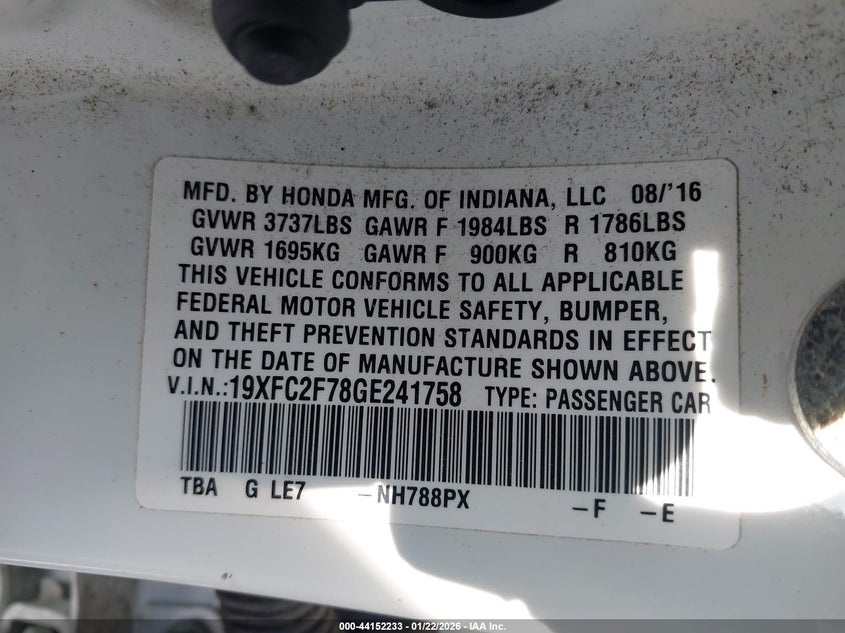 MFD. BY HONDA MFG. OF INDIANA, LLC 08/'16
GVWR 3737LBS GAWR F 1984LBS R 1786LBS
GVWR 1695KG GAWR F 900KG R 810KG
THIS VEHICLE CONFORMS TO ALL APPLICABLE
FEDERAL MOTOR VEHICLE SAFETY, BUMPER,
AND THEFT PREVENTION STANDARDS IN EFFECT
ON THE DATE OF MANUFACTURE SHOWN ABOVE.
V.I.N.:19XFC2F78GE241758 TYPE: PASSENGER CAR
TBA G LE7 -NH788PX -F -E
000-44152233 - 01/22/2026 - IAA Inc.